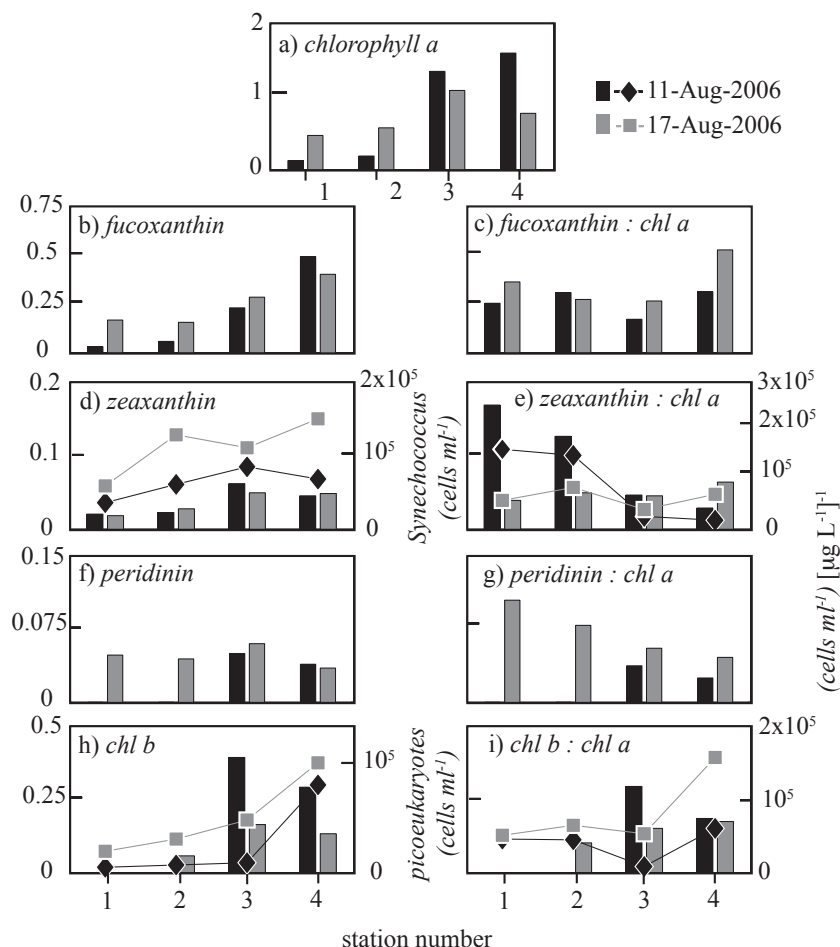 2
a) chlorophyll a
1
0
1 2 3 4
11-Aug-2006
17-Aug-2006
0.75
b) fucoxanthin
0.5
0.25
0
c) fucoxanthin : chl a
0.2
d) zeaxanthin
0.1
0
2x10⁵
10⁵
0
Synechococcus
(cells ml⁻¹)
e) zeaxanthin : chl a
3x10⁵
2x10⁵
10⁵
0
0.15
f) peridinin
0.075
0
g) peridinin : chl a
(cells ml⁻¹) [µg L⁻¹]⁻¹
0.5
h) chl b
0.25
0
10⁵
0
picoeukaryotes
(cells ml⁻¹)
i) chl b : chl a
2x10⁵
10⁵
0
1 2 3 4
1 2 3 4
station number